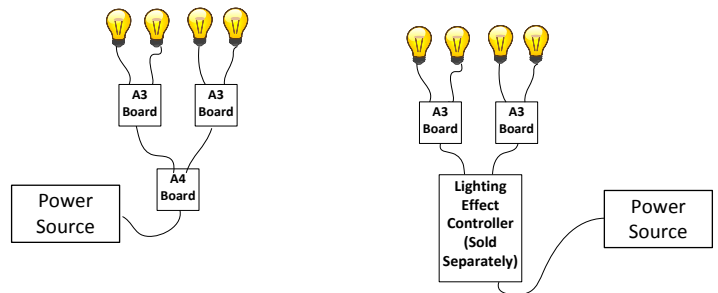 A3
Board
A3
Board
A4
Board
Power
Source
A3
Board
A3
Board
Lighting
Effect
Controller
(Sold
Separately)
Power
Source